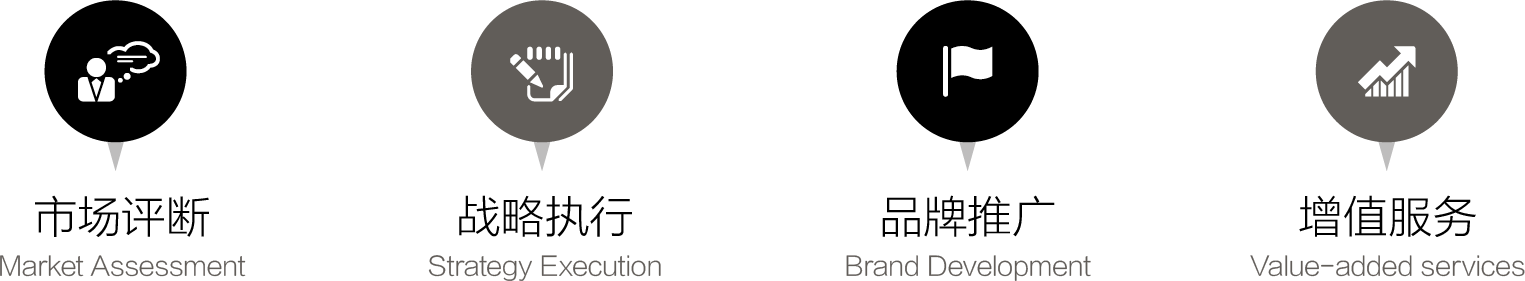 市场评断
Market Assessment
战略执行
Strategy Execution
品牌推广
Brand Development
增值服务
Value-added services